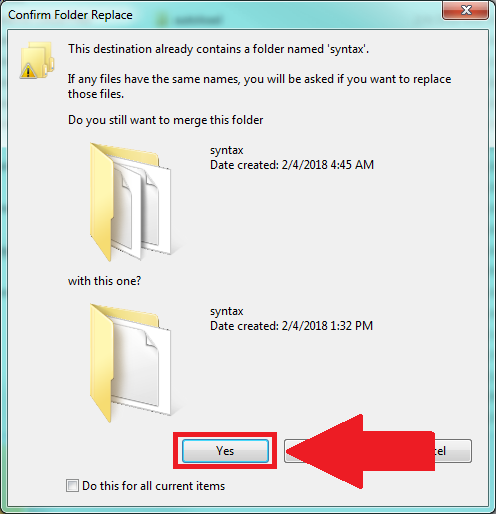 Confirm Folder Replace
This destination already contains a folder named 'syntax'.
If any files have the same names, you will be asked if you want to replace
those files.
Do you still want to merge this folder
syntax
Date created: 2/4/2018 4:45 AM
with this one?
syntax
Date created: 2/4/2018 1:32 PM
Yes
Do this for all current items